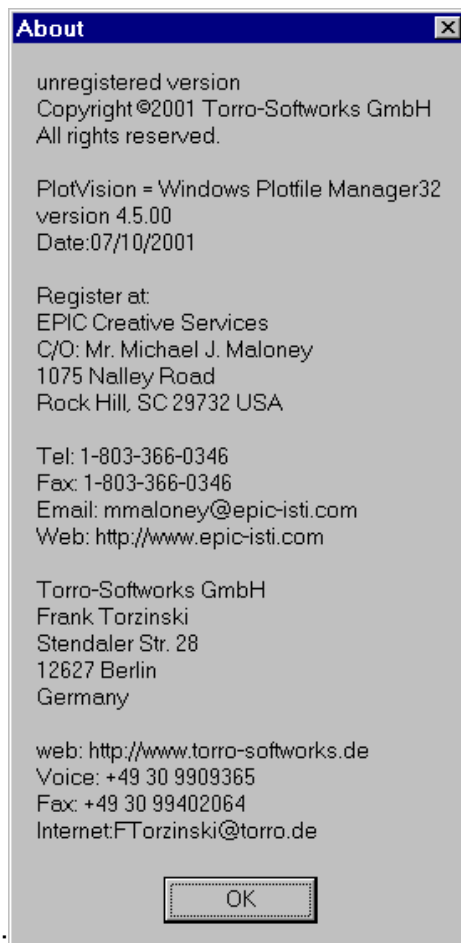 About
unregistered version
Copyright ©2001 Torro-Softworks GmbH
All rights reserved.
PlotVision = Windows Plotfile Manager32
version 4.5.00
Date:07/10/2001
Register at:
EPIC Creative Services
C/O: Mr. Michael J. Maloney
1075 Nalley Road
Rock Hill, SC 29732 USA
Tel: 1-803-366-0346
Fax: 1-803-366-0346
Email: mmaloney@epic-isti.com
Web: http://www.epic-isti.com
Torro-Softworks GmbH
Frank Torzinski
Stendaler Str. 28
12627 Berlin
Germany
web: http://www.torro-softworks.de
Voice: +49 30 9909365
Fax: +49 30 99402064
Internet:FTorzinski@torro.de
OK
.